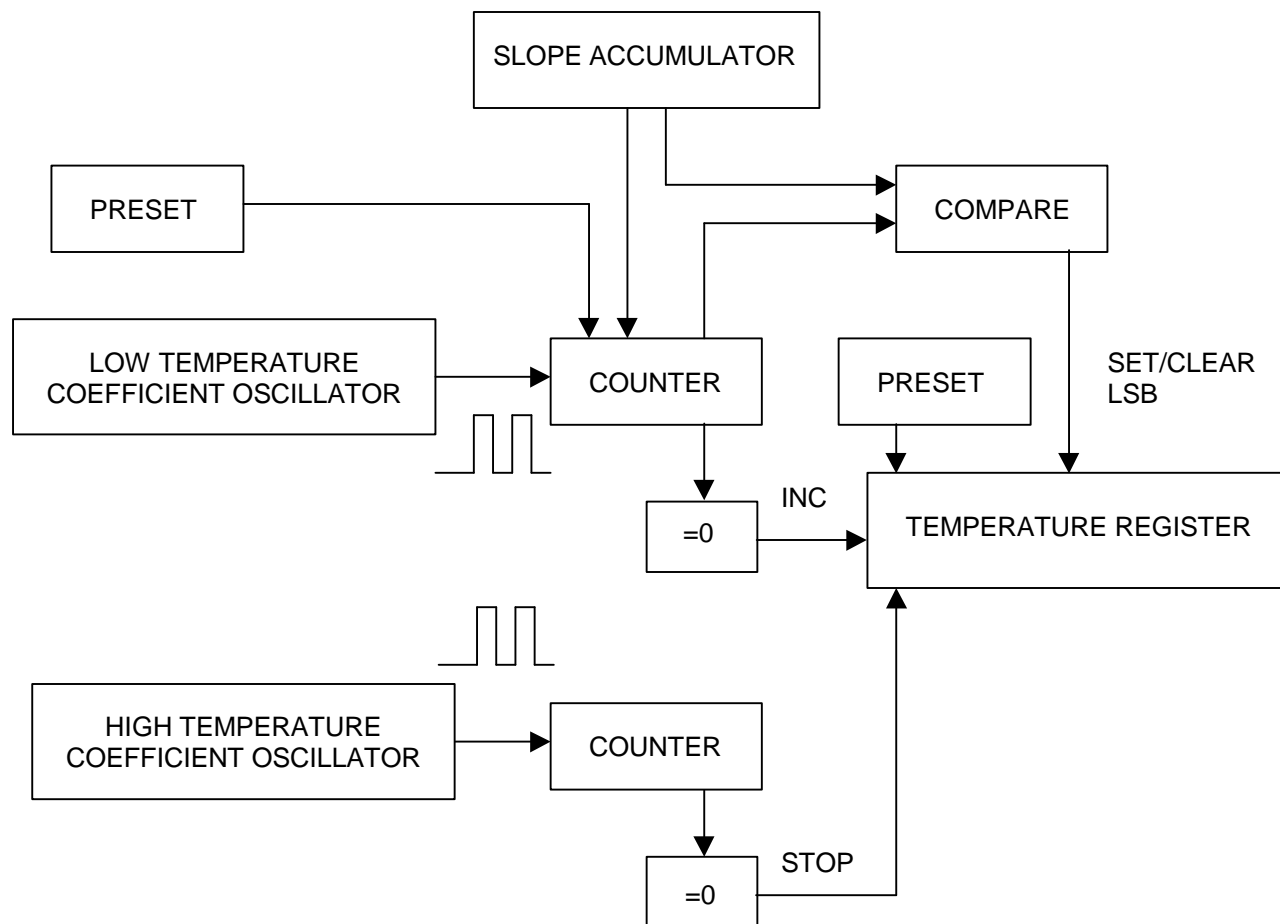 SLOPE ACCUMULATOR
PRESET
COMPARE
LOW TEMPERATURE
COEFFICIENT OSCILLATOR
COUNTER
PRESET
SET/CLEAR
LSB
=0
INC
TEMPERATURE REGISTER
HIGH TEMPERATURE
COEFFICIENT OSCILLATOR
COUNTER
=0
STOP